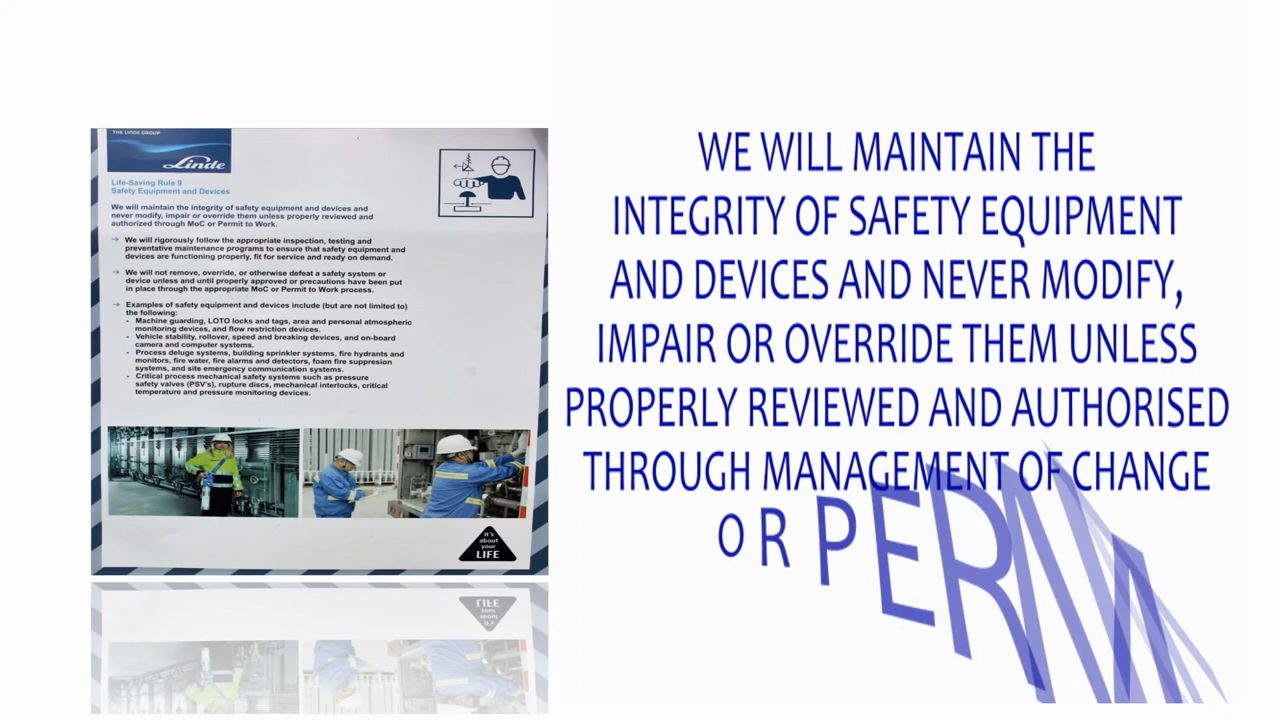 THE LINDE GROUP
Linde
Life-Saving Rule 9
Safety Equipment and Devices
We will maintain the integrity of safety equipment and devices and
never modify, impair or override them unless properly reviewed and
authorized through MoC or Permit to Work.
We will rigorously follow the appropriate inspection, testing and
preventative maintenance programs to ensure that safety equipment and
devices are functioning properly, fit for service and ready on demand.
We will not remove, override, or otherwise defeat a safety system or
device unless and until properly approved or precautions have been put
in place through the appropriate MoC or Permit to Work process.
Examples of safety equipment and devices include (but are not limited to)
the following:
- Machine guarding, LOTO locks and tags, area and personal atmospheric
monitoring devices, and flow restriction devices.
- Vehicle stability, rollover, speed and breaking devices, and on-board
camera and computer systems.
- Process deluge systems, building sprinkler systems, fire hydrants and
monitors, fire water, fire alarms and detectors, foam fire suppresion
systems, and site emergency communication systems.
- Critical process mechanical safety systems such as pressure
safety valves (PSV's), rupture discs, mechanical interlocks, critical
temperature and pressure monitoring devices.
It's
about
your
LIFE
WE WILL MAINTAIN THE
INTEGRITY OF SAFETY EQUIPMENT
AND DEVICES AND NEVER MODIFY,
IMPAIR OR OVERRIDE THEM UNLESS
PROPERLY REVIEWED AND AUTHORISED
THROUGH MANAGEMENT OF CHANGE
OR PERM